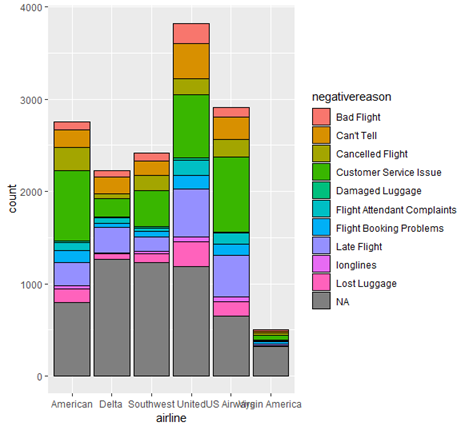 4000
3000
2000
1000
0
count
American Delta Southwest United US Airways Virgin America
airline
negativereason
Bad Flight
Can't Tell
Cancelled Flight
Customer Service Issue
Damaged Luggage
Flight Attendant Complaints
Flight Booking Problems
Late Flight
longlines
Lost Luggage
NA